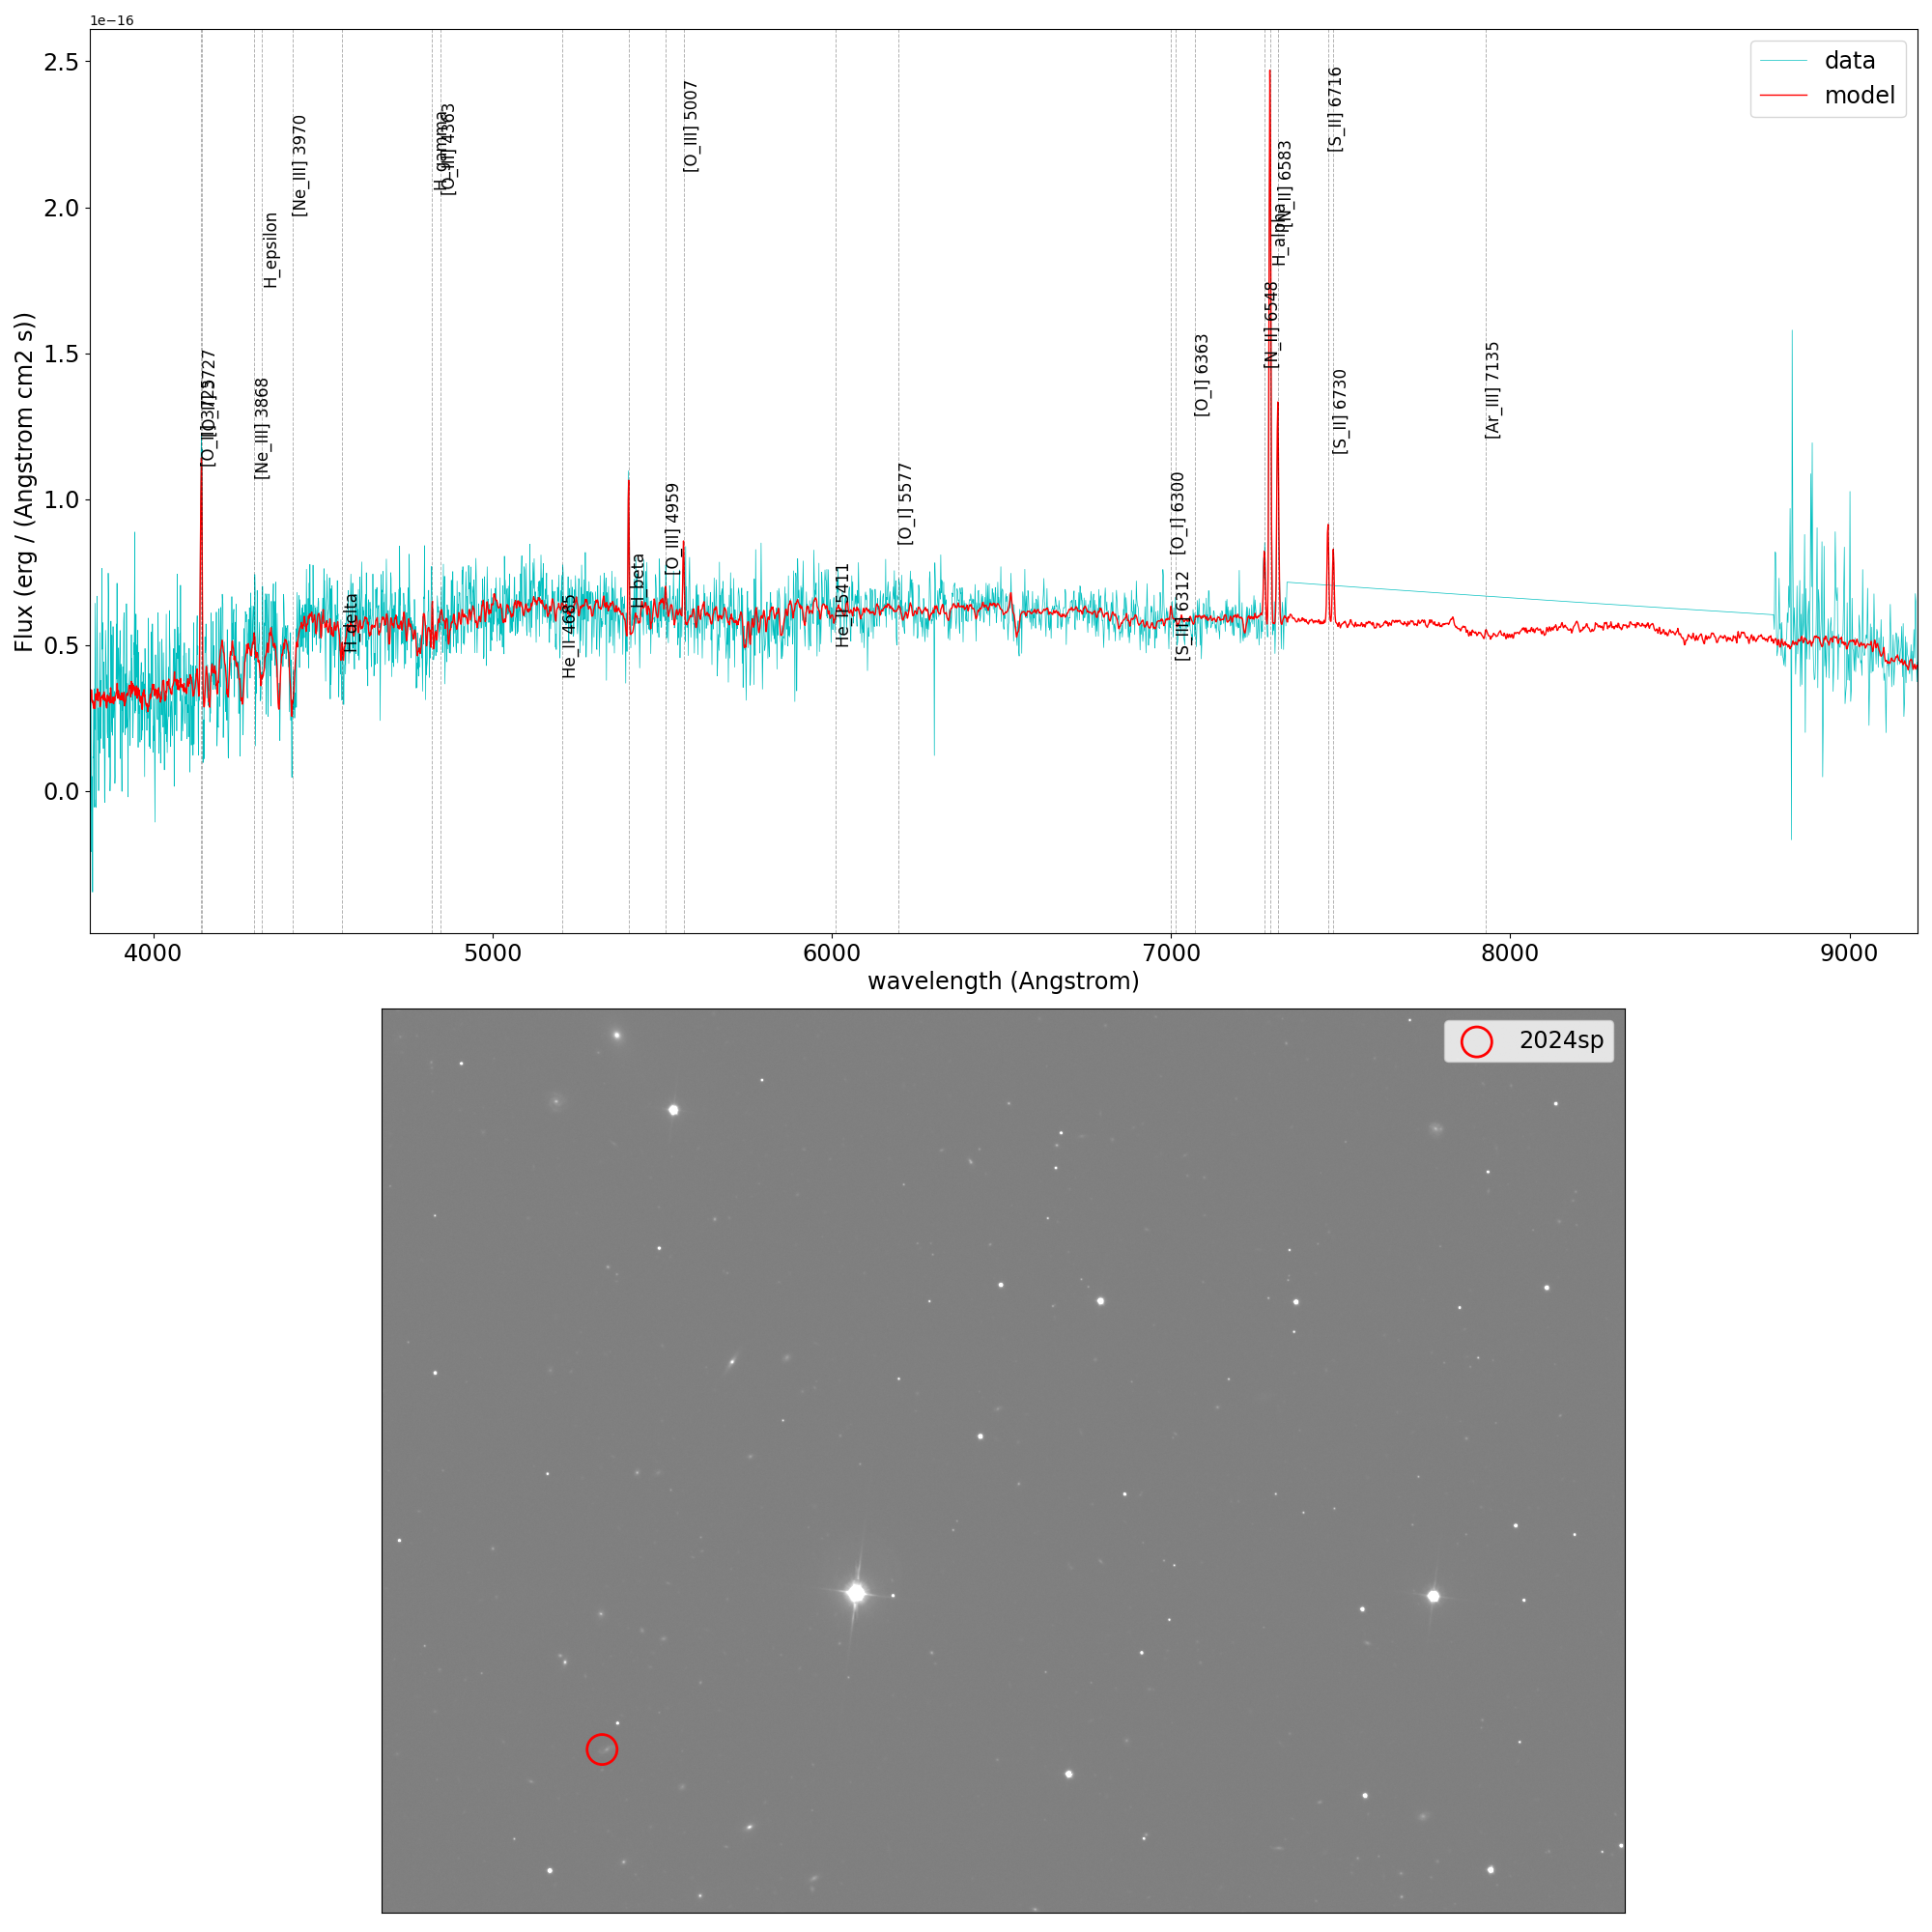 1e−16
data
model
2.5
2.0
1.5
1.0
0.5
0.0
Flux (erg / (Angstrom cm2 s))
[O_II] 3727
[Ne_III] 3868
H_epsilon
[Ne_III] 3970
H_delta
H_gamma
[O_III] 4363
He_II 4685
H_beta
[O_III] 4959
[O_III] 5007
He_II 5411
[O_I] 5577
[O_I] 6300
[S_III] 6312
[O_I] 6363
[N_II] 6548
H_alpha
[N_II] 6583
[S_II] 6716
[S_II] 6730
[Ar_III] 7135
4000 5000 6000 7000 8000 9000
wavelength (Angstrom)
2024sp